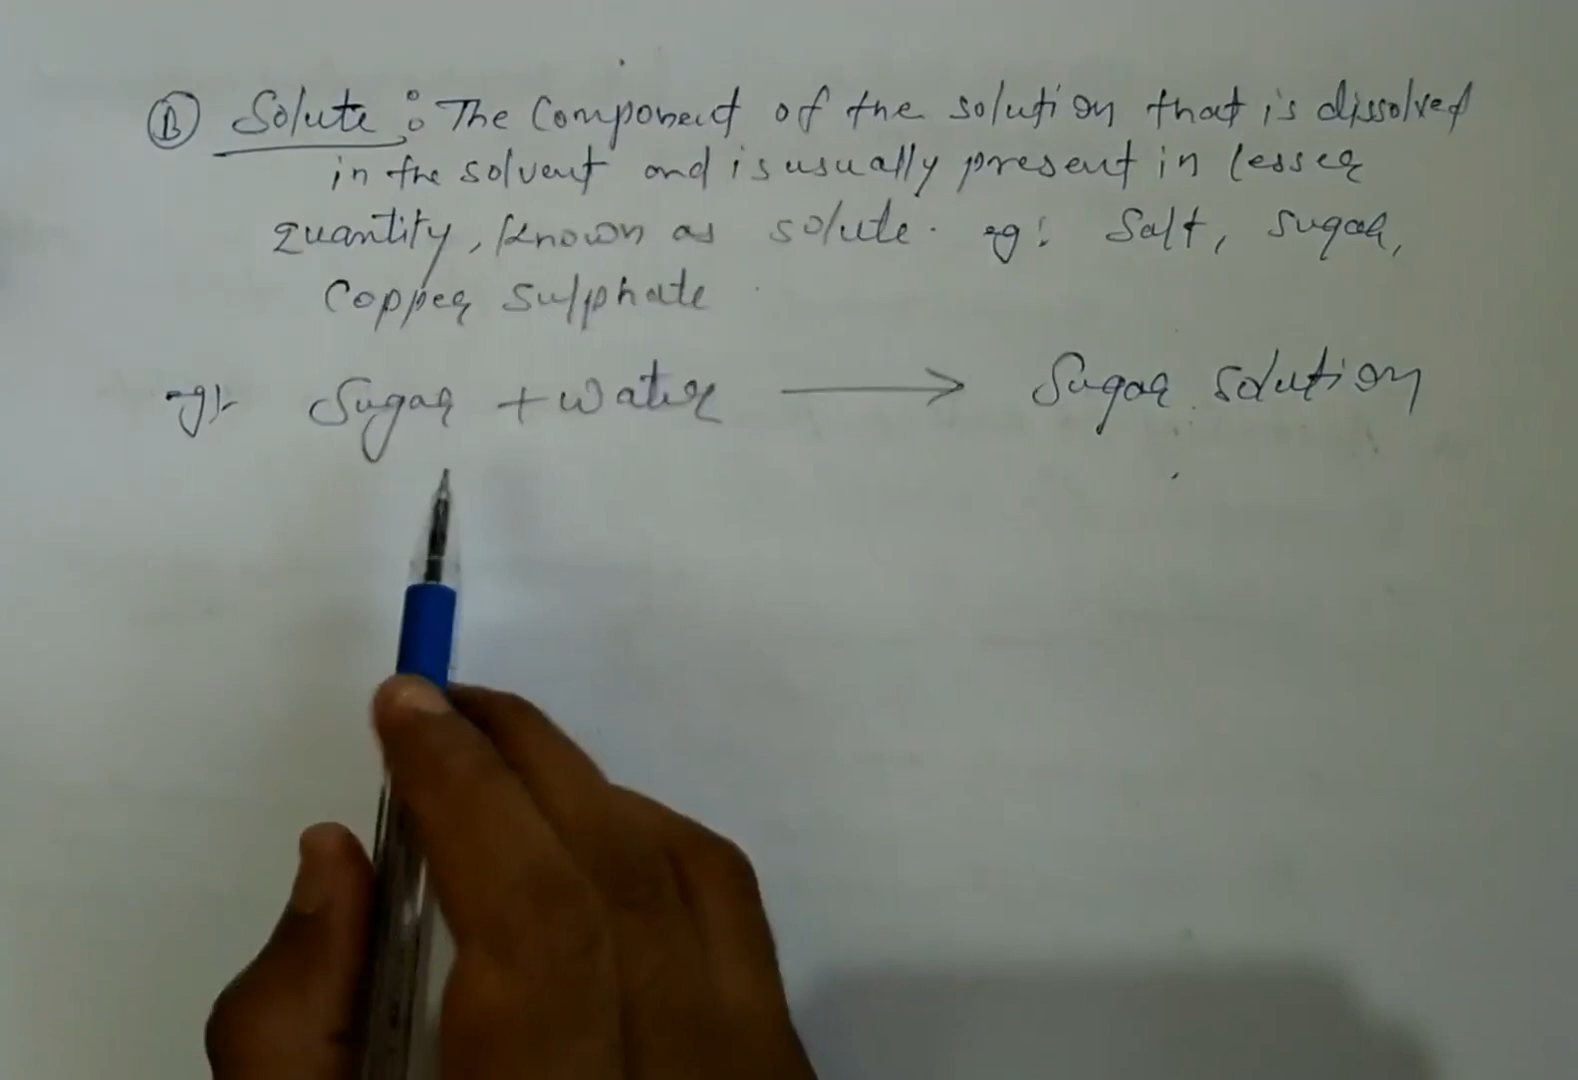 B Solute : The Component of the solution that is dissolved
in the solvent and is usually present in lesser
quantity, known as solute. eg: Salt, Sugar,
Copper Sulphate
eg:- Sugar + Water → Sugar solution